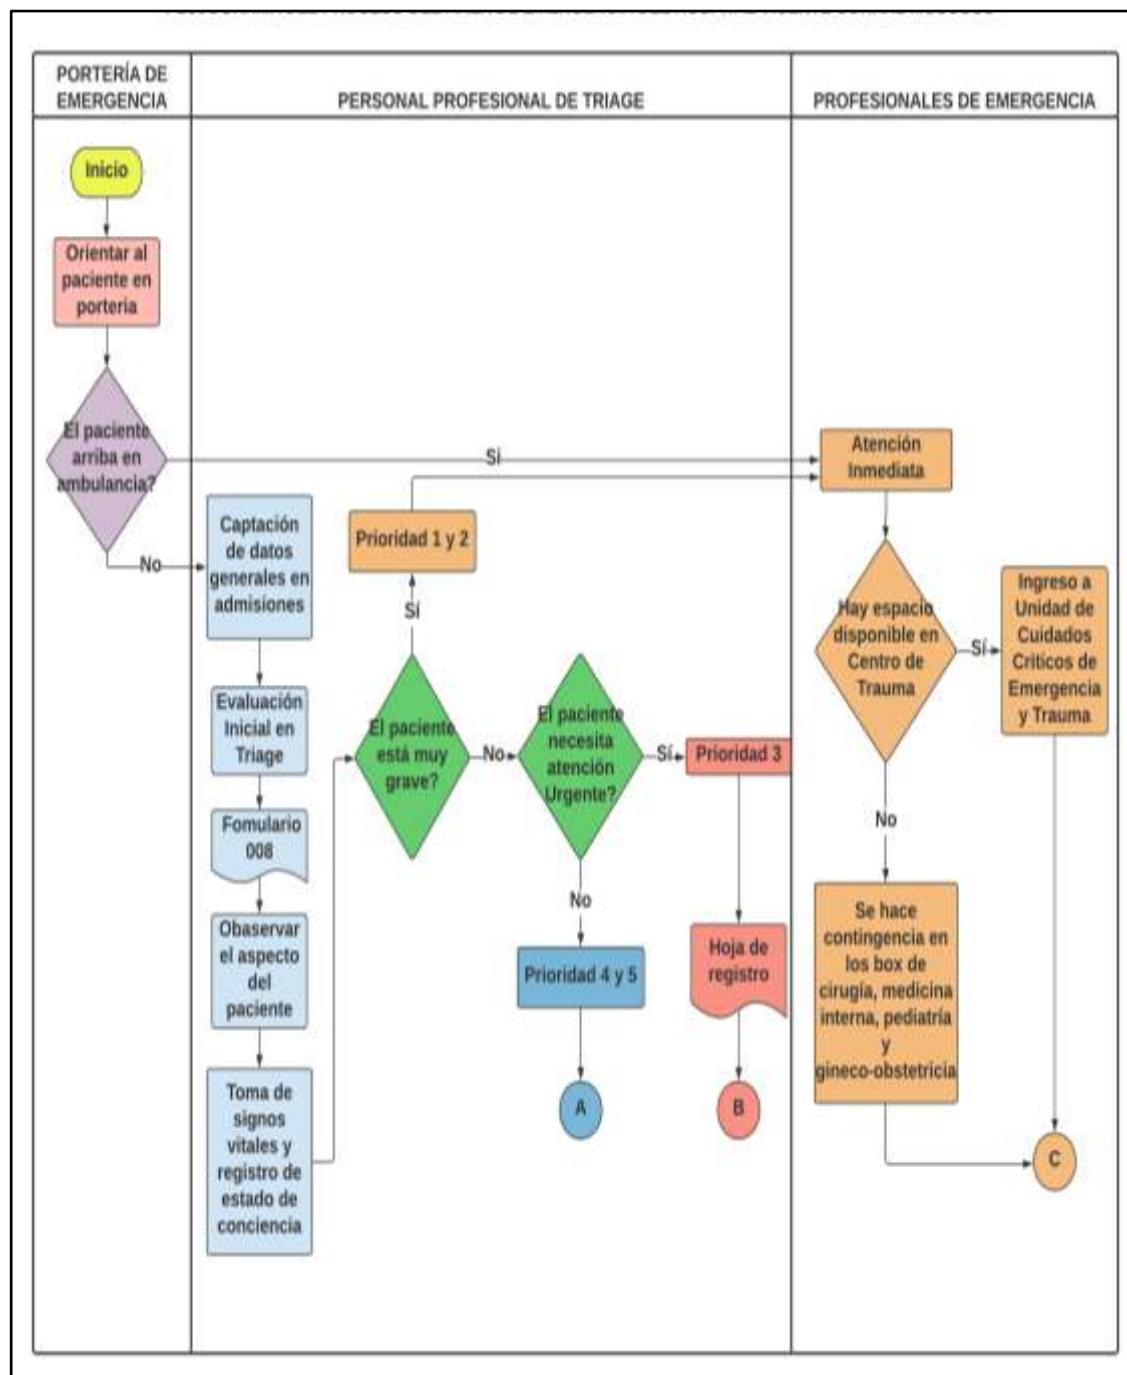 PORTERÍA DE
EMERGENCIA
PERSONAL PROFESIONAL DE TRIAGE
PROFESIONALES DE EMERGENCIA
Inicio
Orientar al
paciente en
porteria
El paciente
arriba en
ambulancia?
Sí
No
Captación
de datos
generales en
admisiones
Evaluación
Inicial en
Triage
Fomulario
008
Obaservar
el aspecto
del
paciente
Toma de
signos
vitales y
registro de
estado de
conciencia
El paciente
está muy
grave?
Sí
Prioridad 1 y 2
No
El paciente
necesita
atención
Urgente?
Sí
Prioridad 3
Hoja de
registro
B
No
Prioridad 4 y 5
A
Atención
Inmediata
Hay espacio
disponible en
Centro de
Trauma
Sí
Ingreso a
Unidad de
Cuidados
Criticos de
Emergencia
y Trauma
No
Se hace
contingencia en
los box de
cirugía, medicina
interna, pediatría
y
gineco-obstetricia
C